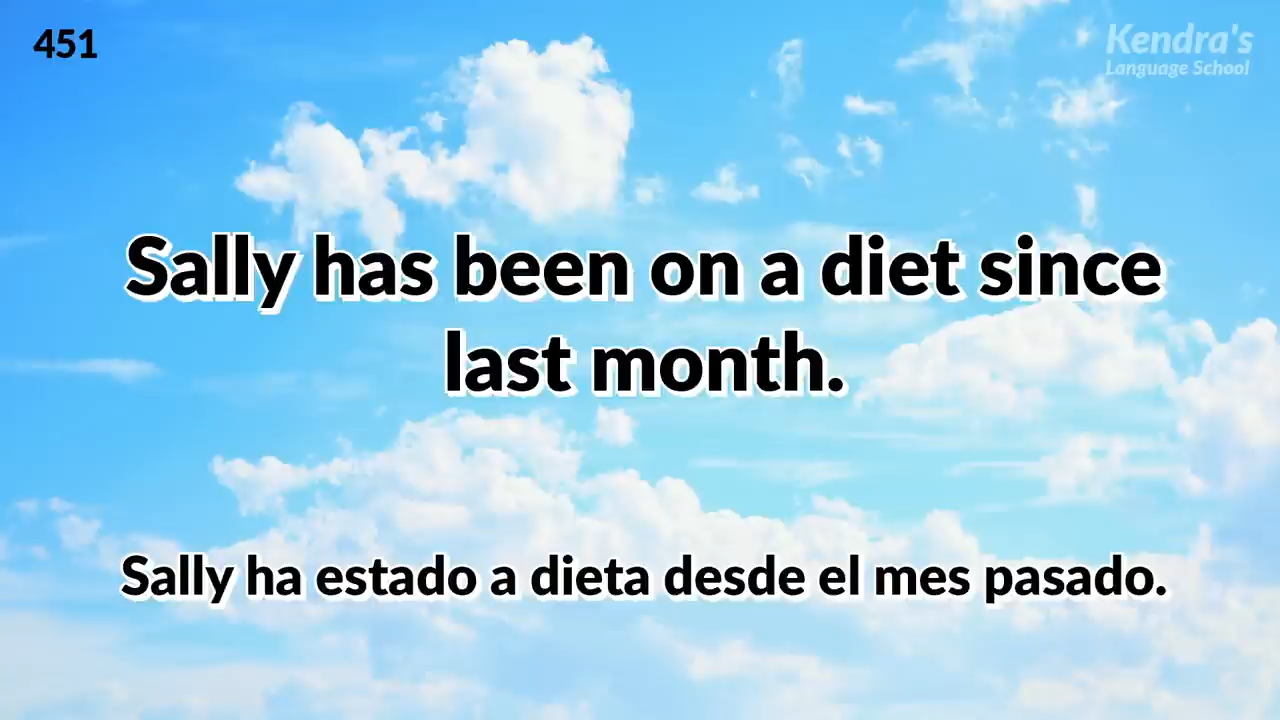 451
Kendra's
Language School
Sally has been on a diet since
last month.
Sally ha estado a dieta desde el mes pasado.